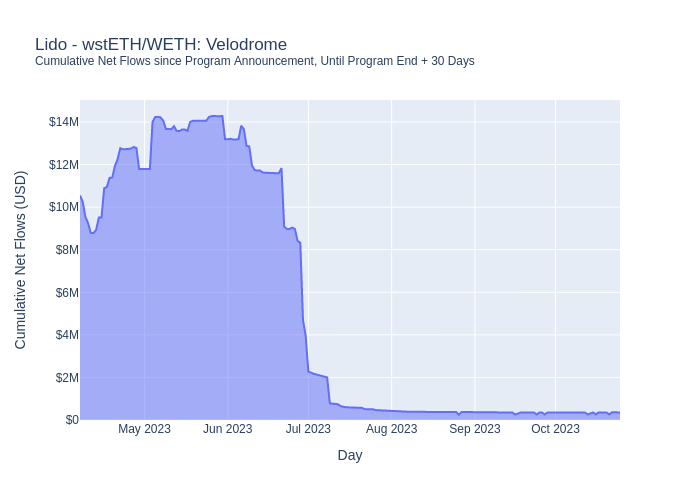 Lido - wstETH/WETH: Velodrome
Cumulative Net Flows since Program Announcement, Until Program End + 30 Days
Cumulative Net Flows (USD)
$14M
$12M
$10M
$8M
$6M
$4M
$2M
$0
May 2023
Jun 2023
Jul 2023
Aug 2023
Sep 2023
Oct 2023
Day